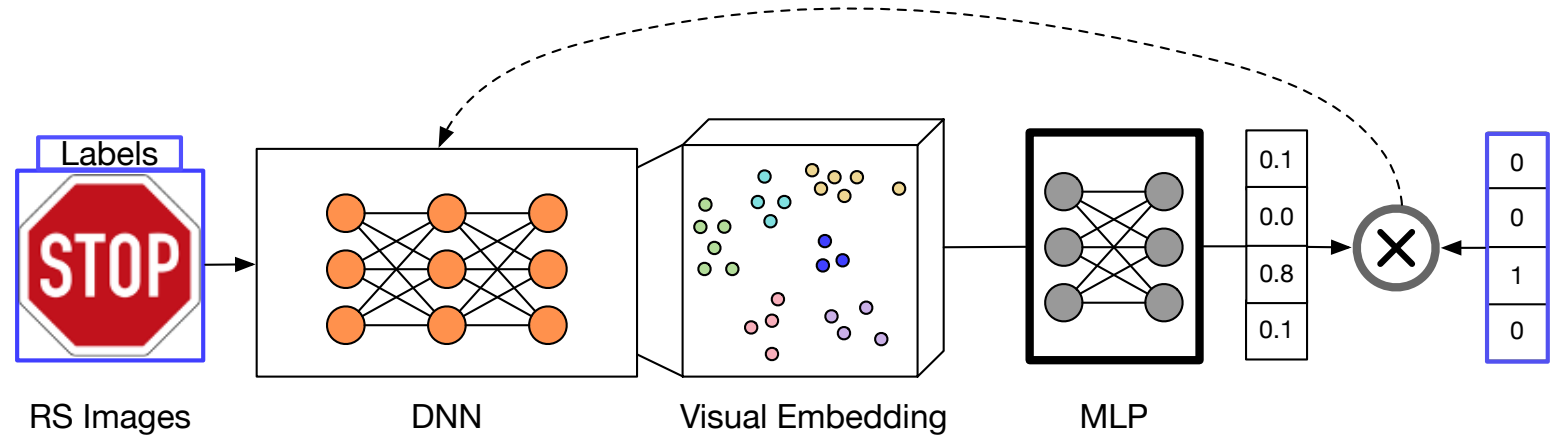 Labels
STOP
0.1
0.0
0.8
0.1
0
0
1
0
RS Images
DNN
Visual Embedding
MLP